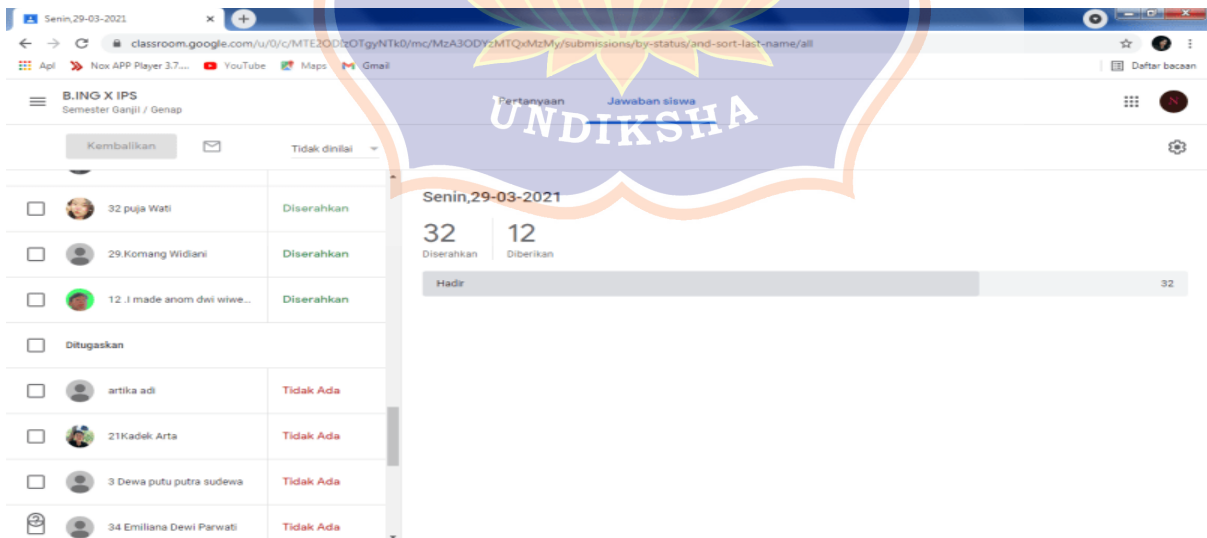 Senin,29-03-2021
classroom.google.com/u/0/c/
/submissions/by-status/and-sort-last-name/all
Apl Nox APP Player 3.7.... YouTube Maps Gmail Daftar bacaan
B.ING X IPS
Semester Ganjil / Genap
Pertanyaan Jawaban siswa
UNDIKSHA
Kembalikan Tidak dinilai
32 puja Wati Diserahkan
29.Komang Widiani Diserahkan
12 .I made anom dwi wiwe... Diserahkan
Ditugaskan
artika adi Tidak Ada
21Kadek Arta Tidak Ada
3 Dewa putu putra sudewa Tidak Ada
34 Emiliana Dewi Parwati Tidak Ada
Senin,29-03-2021
32 12
Diserahkan Diberikan
Hadir 32
N